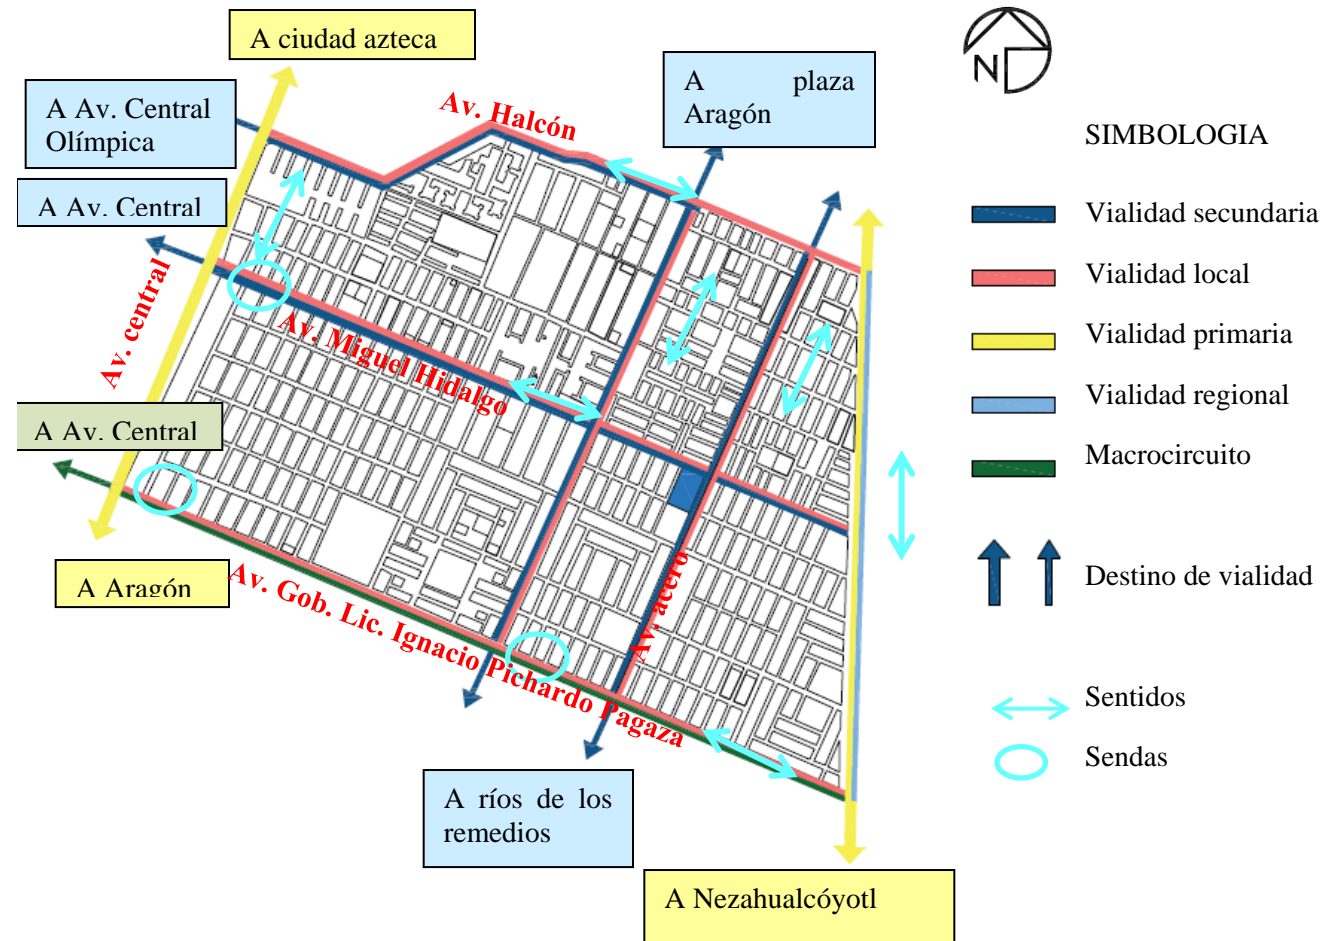 A ciudad azteca
A plaza
Aragón
A Av. Central
Olímpica
Av. Halcón
N
SIMBOLOGIA
A Av. Central
Vialidad secundaria
Vialidad local
Av. central
Av. Miguel Hidalgo
Vialidad primaria
Vialidad regional
A Av. Central
Macrocircuito
A Aragón
Av. Gob. Lic. Ignacio Pichardo Pagaza
Av. acero
Destino de vialidad
Sentidos
Sendas
A ríos de los
remedios
A Nezahualcóyotl